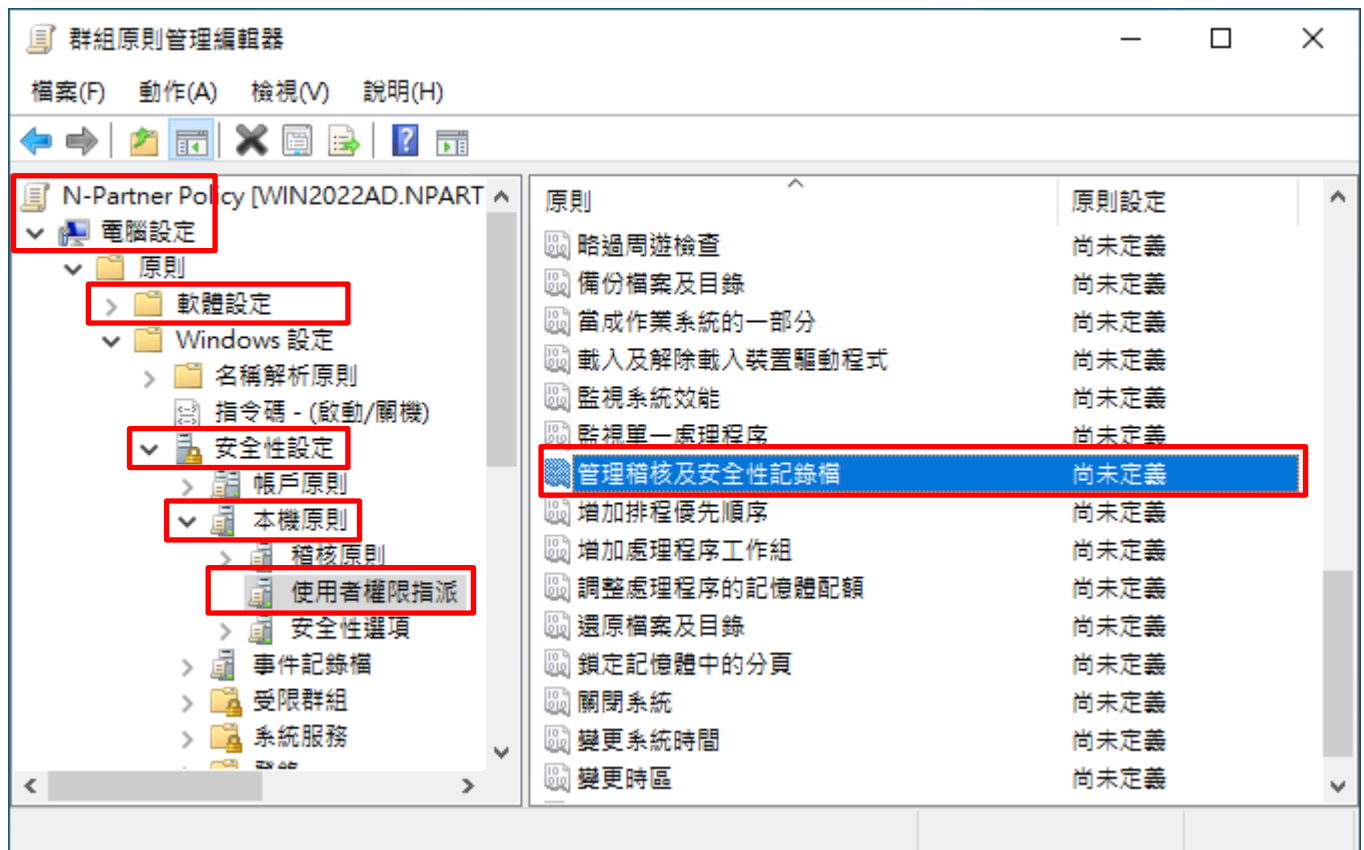 群組原則管理編輯器
檔案(F) 動作(A) 檢視(V) 說明(H)
N-Partner Policy [WIN2022AD.NPART
電腦設定
原則
軟體設定
Windows 設定
名稱解析原則
指令碼 - (啟動/關機)
安全性設定
帳戶原則
本機原則
稽核原則
使用者權限指派
安全性選項
事件記錄檔
受限群組
系統服務
原則 原則設定
略過周遊檢查 尚未定義
備份檔案及目錄 尚未定義
當成作業系統的一部分 尚未定義
載入及解除載入裝置驅動程式 尚未定義
監視系統效能 尚未定義
監視單一處理程序 尚未定義
管理稽核及安全性記錄檔 尚未定義
增加排程優先順序 尚未定義
增加處理程序工作組 尚未定義
調整處理程序的記憶體配額 尚未定義
還原檔案及目錄 尚未定義
鎖定記憶體中的分頁 尚未定義
關閉系統 尚未定義
變更系統時間 尚未定義
變更時區 尚未定義